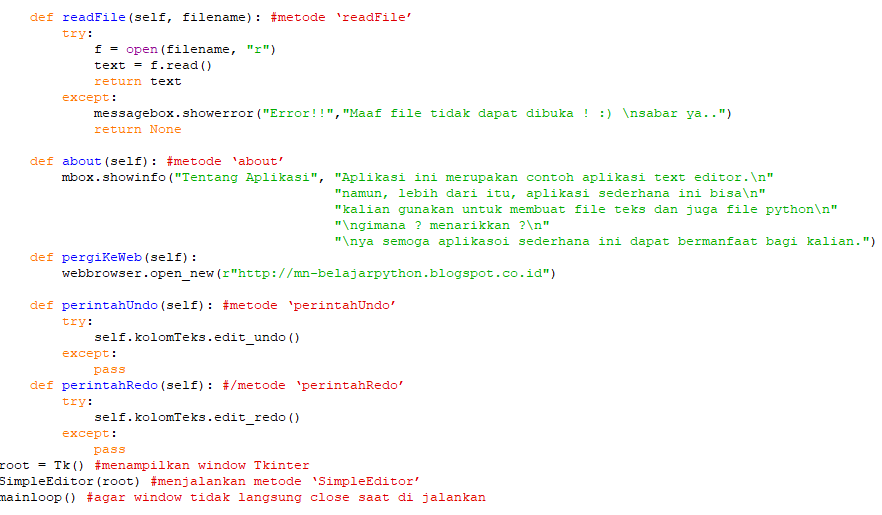 def readFile(self, filename): #metode ‘readFile’
try:
f = open(filename, "r")
text = f.read()
return text
except:
messagebox.showerror("Error!!","Maaf file tidak dapat dibuka ! :) \nsabar ya..")
return None
def about(self): #metode ‘about’
mbox.showinfo("Tentang Aplikasi", "Aplikasi ini merupakan contoh aplikasi text editor.\n"
"namun, lebih dari itu, aplikasi sederhana ini bisa\n"
"kalian gunakan untuk membuat file teks dan juga file python\n"
"\ngimana ? menarikkan ?\n"
"\nya semoga aplikasoi sederhana ini dapat bermanfaat bagi kalian.")
def pergiKeWeb(self):
webbrowser.open_new(r"http://mn-belajarpython.blogspot.co.id")
def perintahUndo(self): #metode ‘perintahUndo’
try:
self.kolomTeks.edit_undo()
except:
pass
def perintahRedo(self): #/metode ‘perintahRedo’
try:
self.kolomTeks.edit_redo()
except:
pass
root = Tk() #menampilkan window Tkinter
SimpleEditor(root) #menjalankan metode ‘SimpleEditor’
mainloop() #agar window tidak langsung close saat di jalankan